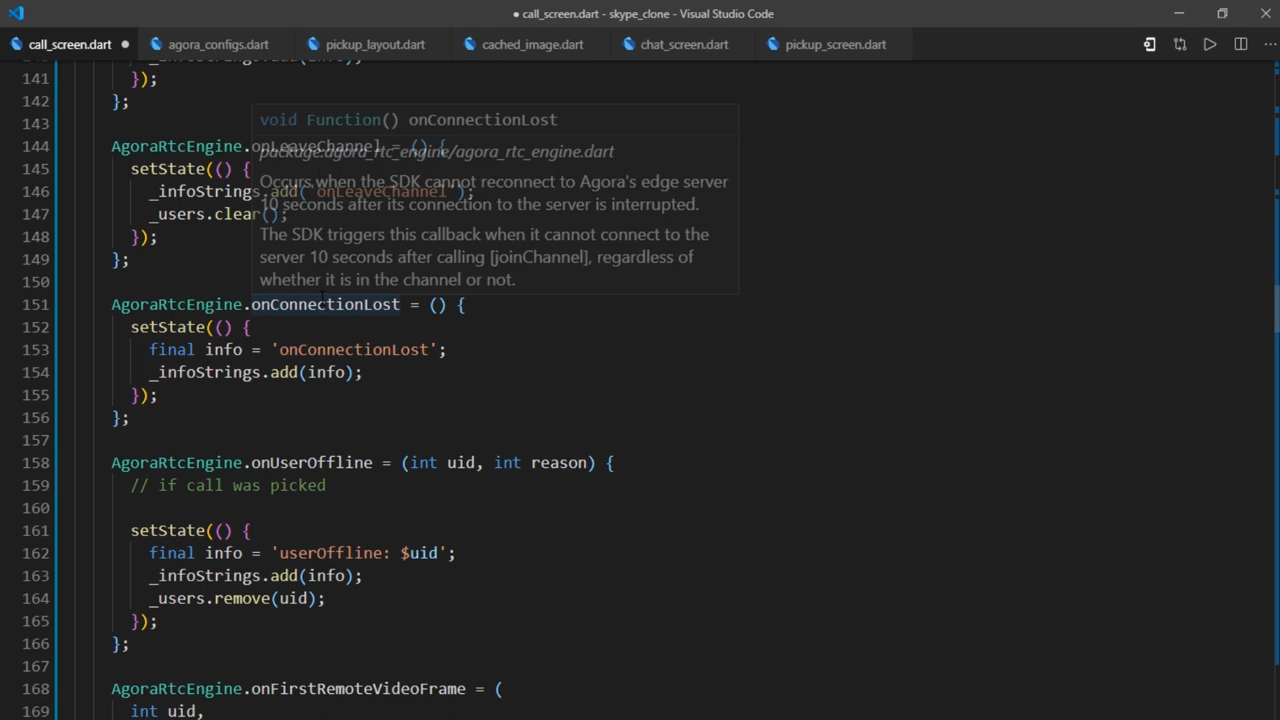 call_screen.dart - skype_clone - Visual Studio Code
call_screen.dart agora_configs.dart pickup_layout.dart cached_image.dart chat_screen.dart pickup_screen.dart
140 _infoStrings.add(info);
141 });
142 };
143
void Function() onConnectionLost
144 AgoraRtcEngine.onLeaveChannel = () {
package:agora_rtc_engine/agora_rtc_engine.dart
145 setState(() {
Occurs when the SDK cannot reconnect to Agora's edge server
146 _infoStrings.add('onLeaveChannel');
10 seconds after its connection to the server is interrupted.
147 _users.clear();
The SDK triggers this callback when it cannot connect to the
148 });
server 10 seconds after calling [joinChannel], regardless of
149 };
whether it is in the channel or not.
150
151 AgoraRtcEngine.onConnectionLost = () {
152 setState(() {
153 final info = 'onConnectionLost';
154 _infoStrings.add(info);
155 });
156 };
157
158 AgoraRtcEngine.onUserOffline = (int uid, int reason) {
159 // if call was picked
160
161 setState(() {
162 final info = 'userOffline: $uid';
163 _infoStrings.add(info);
164 _users.remove(uid);
165 });
166 };
167
168 AgoraRtcEngine.onFirstRemoteVideoFrame = (
169 int uid,